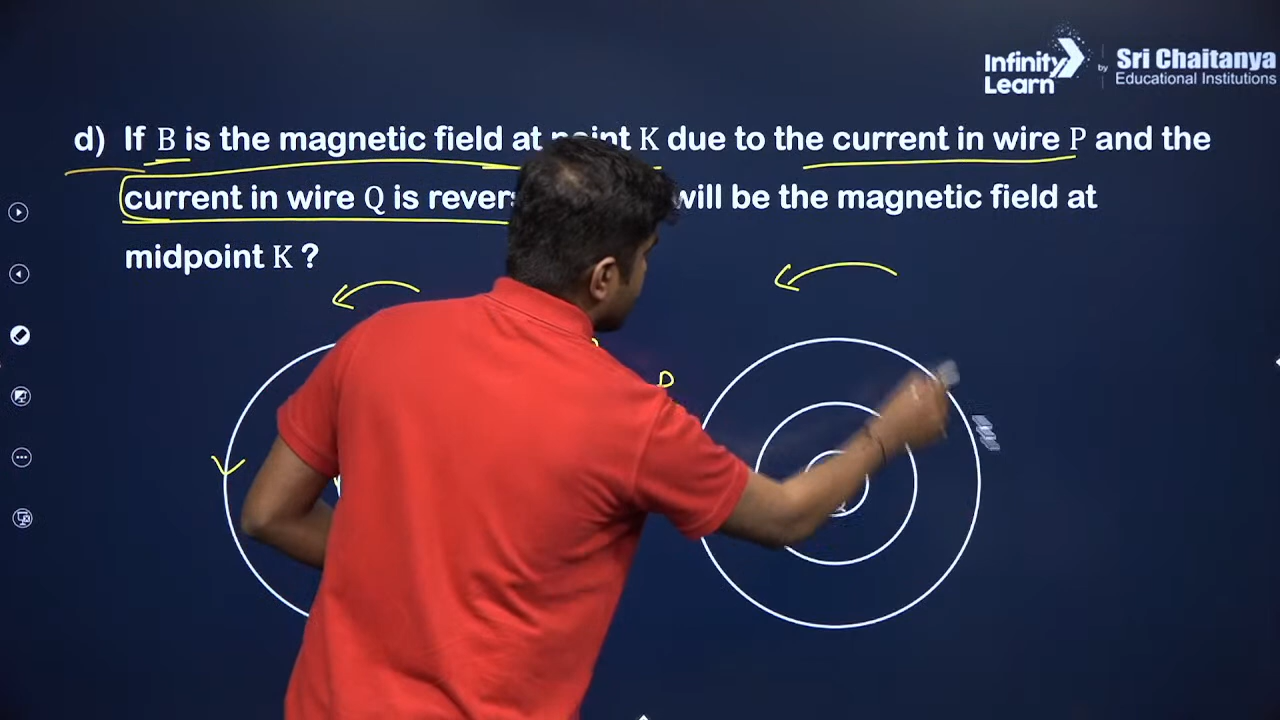 Infinity Learn
by
Sri Chaitanya
Educational Institutions
d) If B is the magnetic field at point K due to the current in wire P and the
current in wire Q is revers will be the magnetic field at
midpoint K ?